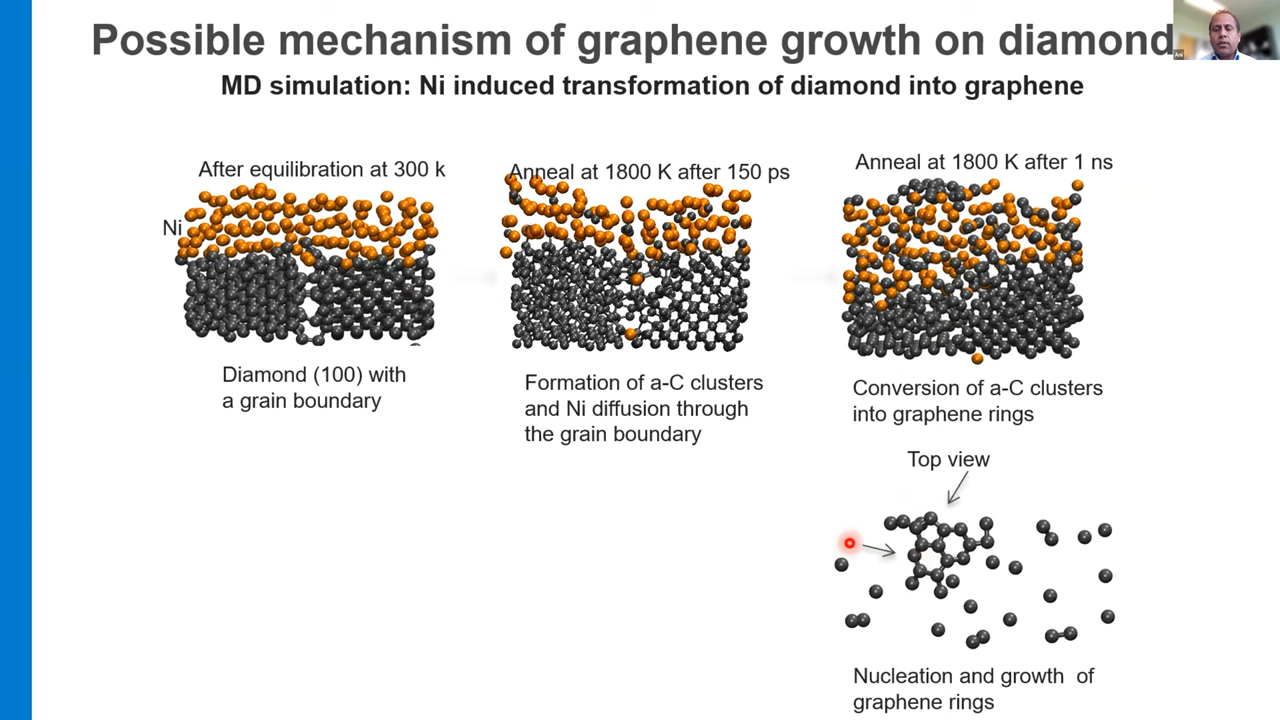 Possible mechanism of graphene growth on diamond
MD simulation: Ni induced transformation of diamond into graphene
After equilibration at 300 k
Anneal at 1800 K after 150 ps
Anneal at 1800 K after 1 ns
Ni
Diamond (100) with
a grain boundary
Formation of a-C clusters
and Ni diffusion through
the grain boundary
Conversion of a-C clusters
into graphene rings
Top view
Nucleation and growth of
graphene rings
Ani